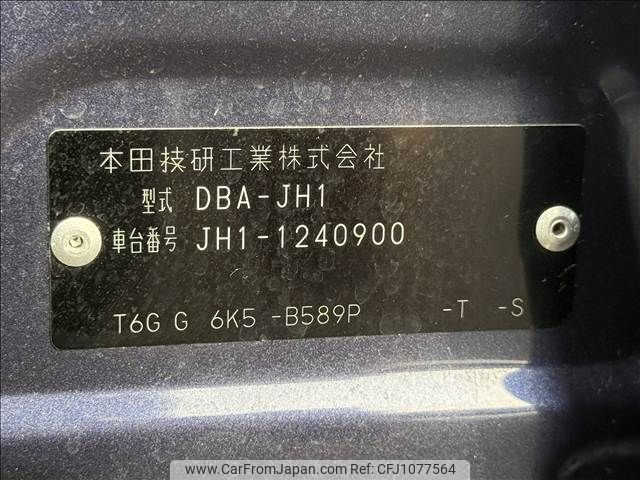 本田技研工業株式会社
型式 DBA-JH1
車台番号 JH1-1240900
T6G G 6K5 -B589P -T -S
www.CarFromJapan.com | Ref No. CFJ1077564